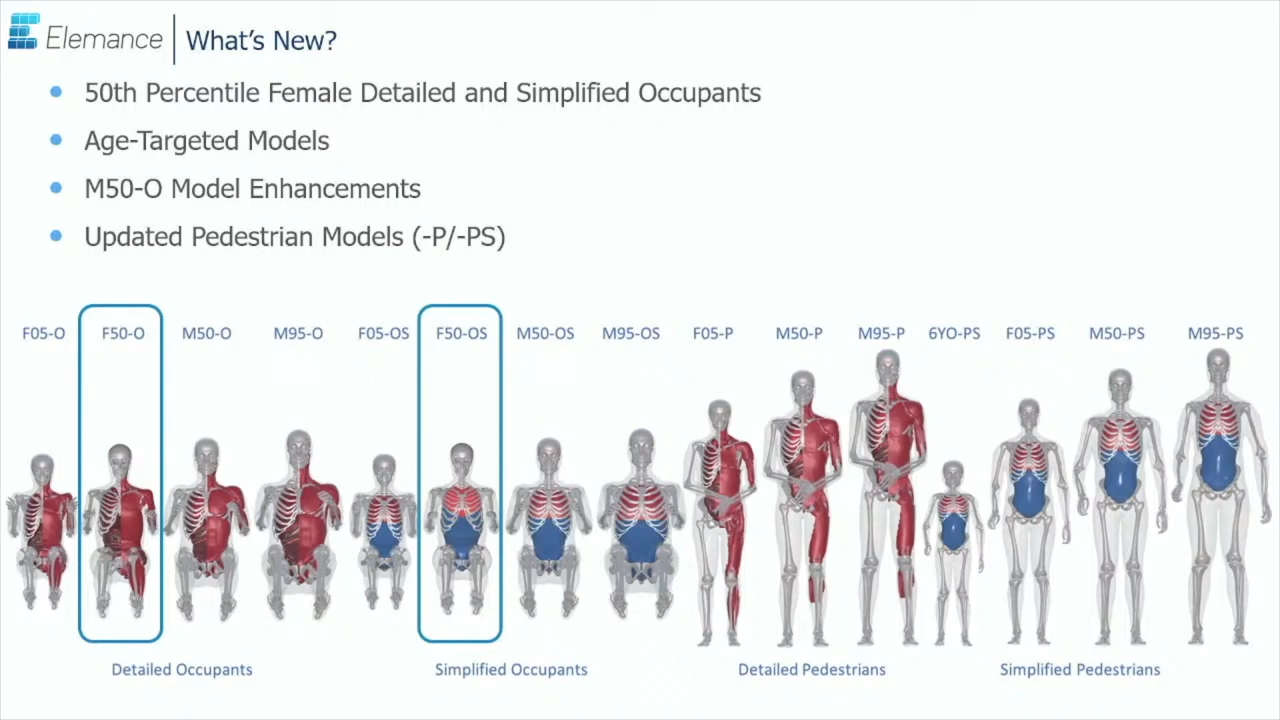 Elemance
What's New?
50th Percentile Female Detailed and Simplified Occupants
Age-Targeted Models
M50-O Model Enhancements
Updated Pedestrian Models (-P/-PS)
F05-O F50-O M50-O M95-O F05-OS F50-OS M50-OS M95-OS F05-P M50-P M95-P 6YO-PS F05-PS M50-PS M95-PS
Detailed Occupants Simplified Occupants Detailed Pedestrians Simplified Pedestrians